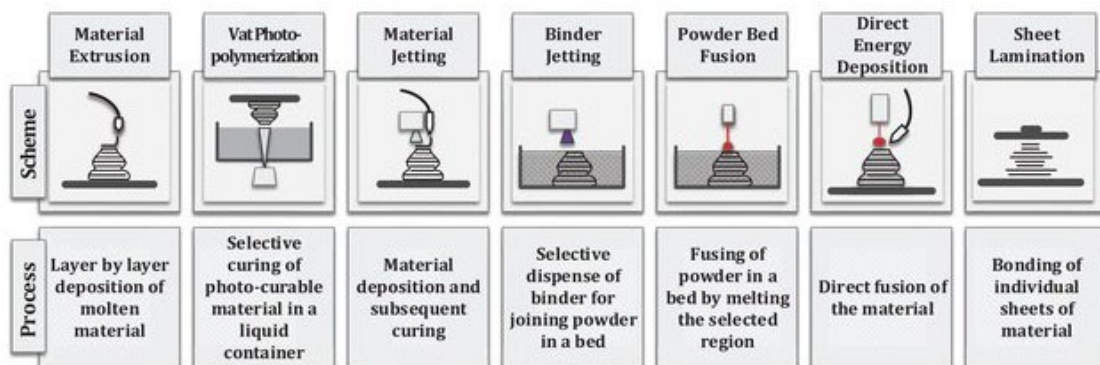 Material
Extrusion
Vat Photo-
polymerization
Material
Jetting
Binder
Jetting
Powder Bed
Fusion
Direct
Energy
Deposition
Sheet
Lamination
Scheme
Process
Layer by layer
deposition of
molten
material
Selective
curing of
photo-curable
material in a
liquid
container
Material
deposition and
subsequent
curing
Selective
dispense of
binder for
joining powder
in a bed
Fusing of
powder in a
bed by melting
the selected
region
Direct fusion of
the material
Bonding of
individual
sheets of
material